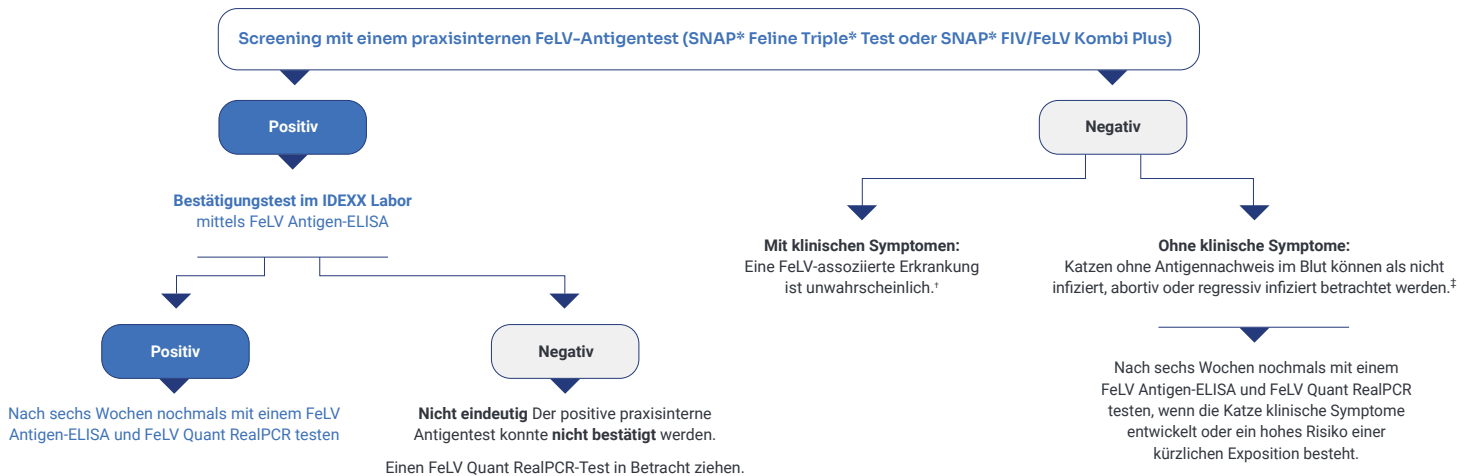 Screening mit einem praxisinternen FeLV-Antigentest (SNAP* Feline Triple* Test oder SNAP* FIV/FeLV Kombi Plus)
Positiv
Bestätigungstest im IDEXX Labor
mittels FeLV Antigen-ELISA
Positiv
Nach sechs Wochen nochmals mit einem FeLV
Antigen-ELISA und FeLV Quant RealPCR testen
Negativ
Nicht eindeutig Der positive praxisinterne
Antigentest konnte nicht bestätigt werden.
Einen FeLV Quant RealPCR-Test in Betracht ziehen.
Negativ
Mit klinischen Symptomen:
Eine FeLV-assoziierte Erkrankung
ist unwahrscheinlich.†
Ohne klinische Symptome:
Katzen ohne Antigennachweis im Blut können als nicht
infiziert, abortiv oder regressiv infiziert betrachtet werden.‡
Nach sechs Wochen nochmals mit einem
FeLV Antigen-ELISA und FeLV Quant RealPCR
testen, wenn die Katze klinische Symptome
entwickelt oder ein hohes Risiko einer
kürzlichen Exposition besteht.